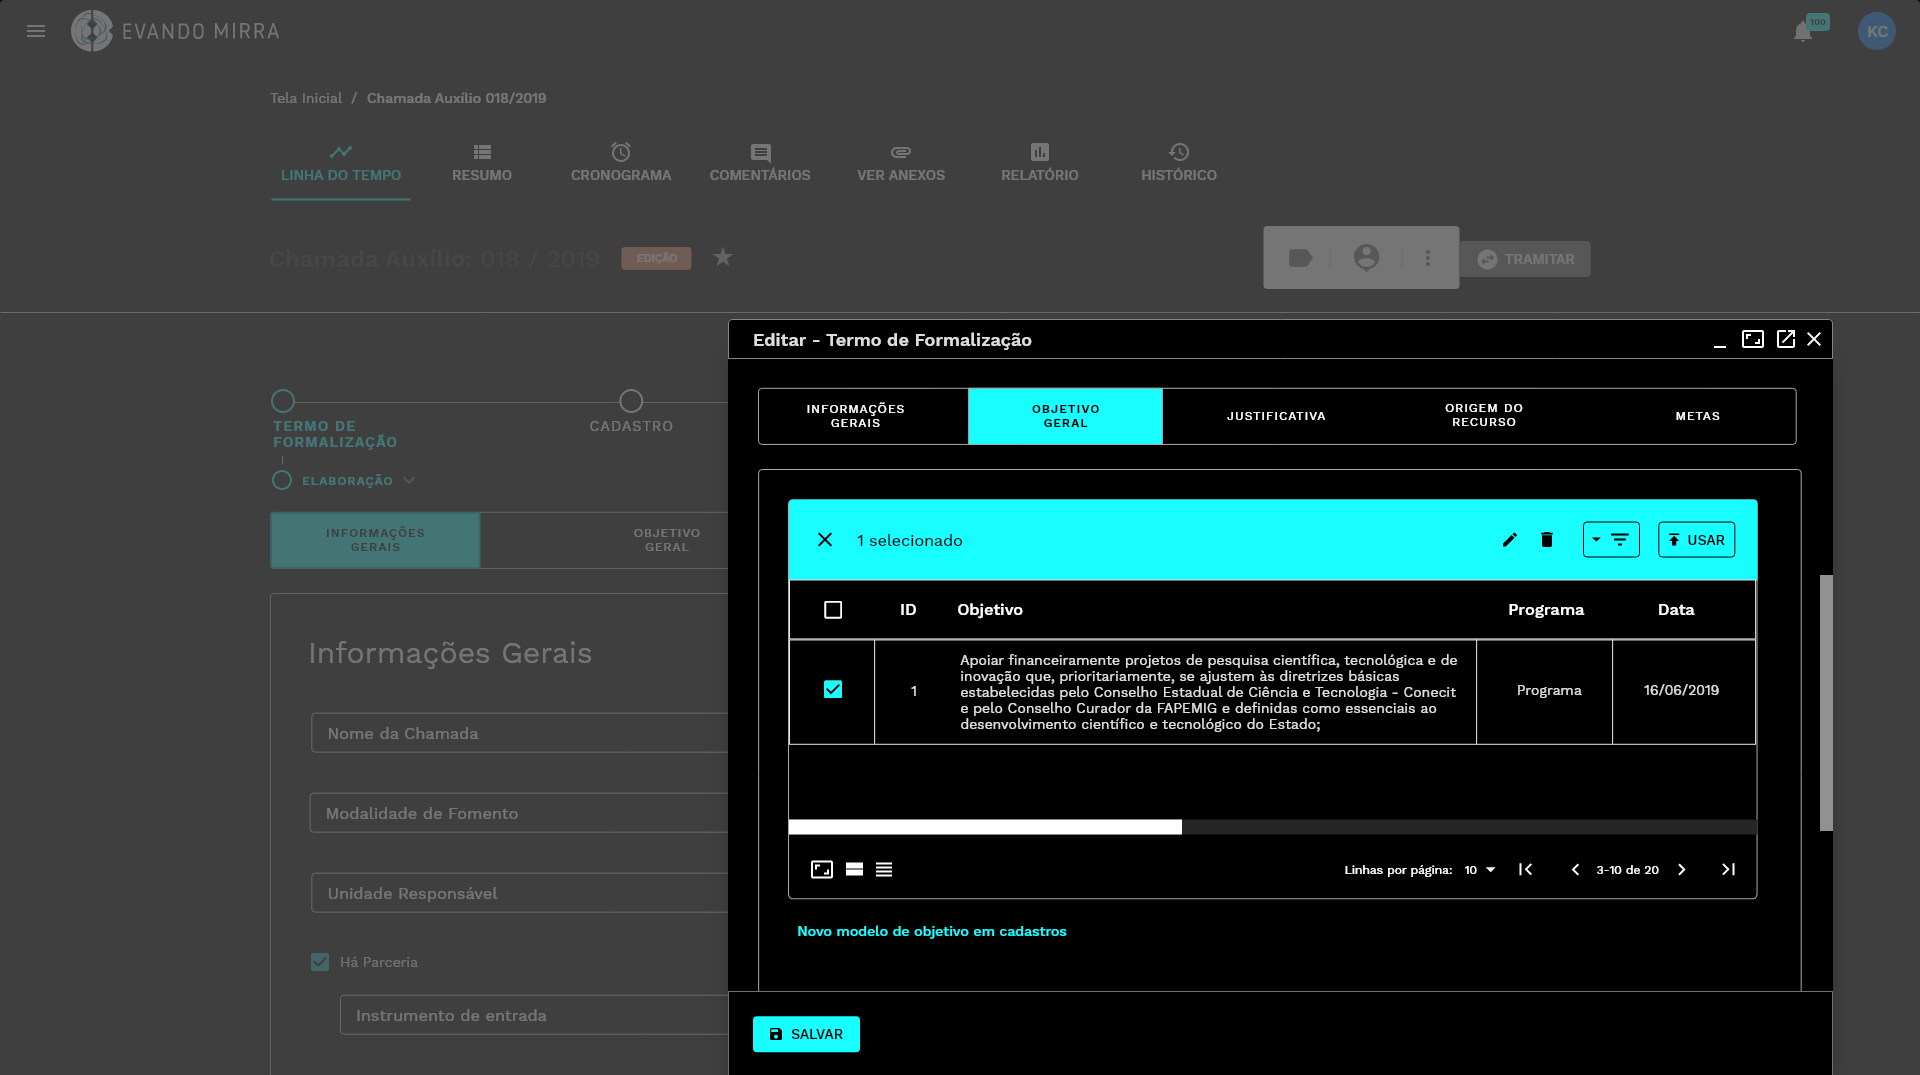 EVANDO MIRRA
100
KC
Tela Inicial / Chamada Auxílio 018/2019
LINHA DO TEMPO
RESUMO
CRONOGRAMA
COMENTÁRIOS
VER ANEXOS
RELATÓRIO
HISTÓRICO
Chamada Auxílio: 018 / 2019
EDIÇÃO
TRAMITAR
TERMO DE
FORMALIZAÇÃO
CADASTRO
ELABORAÇÃO
INFORMAÇÕES
GERAIS
OBJETIVO
GERAL
Informações Gerais
Nome da Chamada
Modalidade de Fomento
Unidade Responsável
Há Parceria
Instrumento de entrada
Editar - Termo de Formalização
INFORMAÇÕES
GERAIS
OBJETIVO
GERAL
JUSTIFICATIVA
ORIGEM DO
RECURSO
METAS
1 selecionado
USAR
ID
Objetivo
Programa
Data
1
Apoiar financeiramente projetos de pesquisa científica, tecnológica e de
inovação que, prioritariamente, se ajustem às diretrizes básicas
estabelecidas pelo Conselho Estadual de Ciência e Tecnologia - Conecit
e pelo Conselho Curador da FAPEMIG e definidas como essenciais ao
desenvolvimento científico e tecnológico do Estado;
Programa
16/06/2019
Linhas por página: 10
3-10 de 20
Novo modelo de objetivo em cadastros
SALVAR